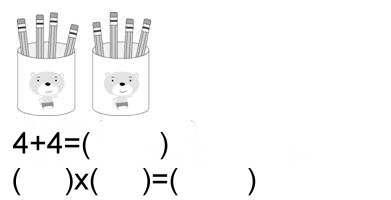 4+4=( )
( )x( )=( )